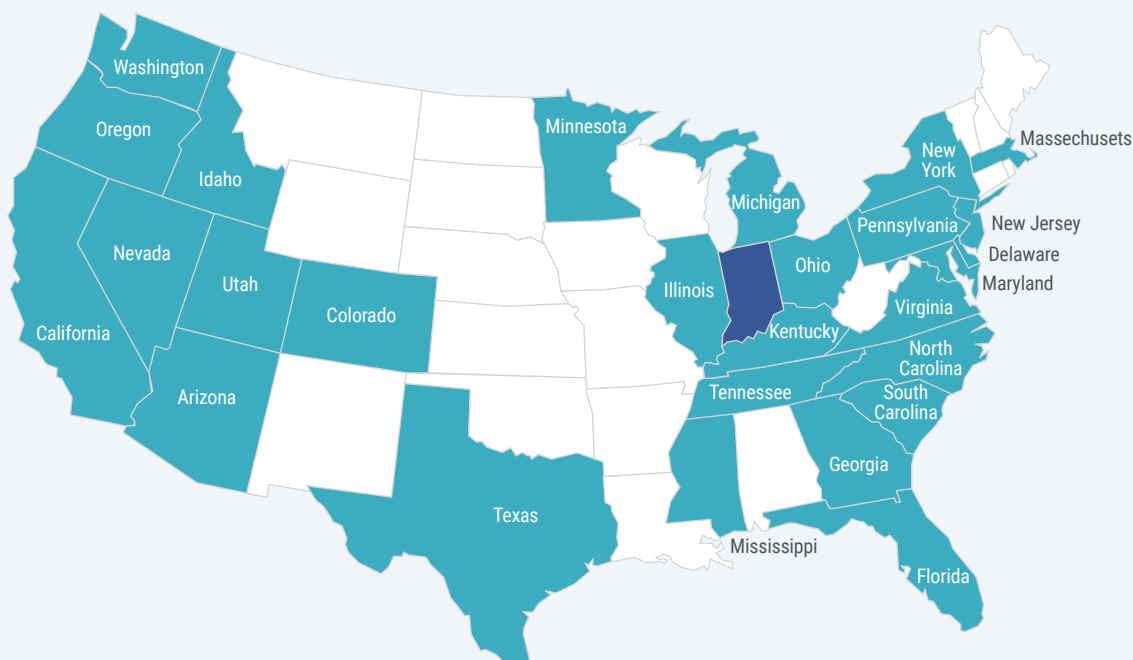 Washington
Minnesota
Oregon
Massechusets
New
York
Idaho
Michigan
New Jersey
Pennsylvania
Nevada
Delaware
Ohio
Utah
Maryland
Illinois
Virginia
Colorado
California
Kentucky
North
Carolina
Tennessee
Arizona
South
Carolina
Georgia
Texas
Mississippi
Florida